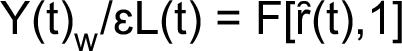 Y(t)w/εL(t) = F[r̂(t),1]